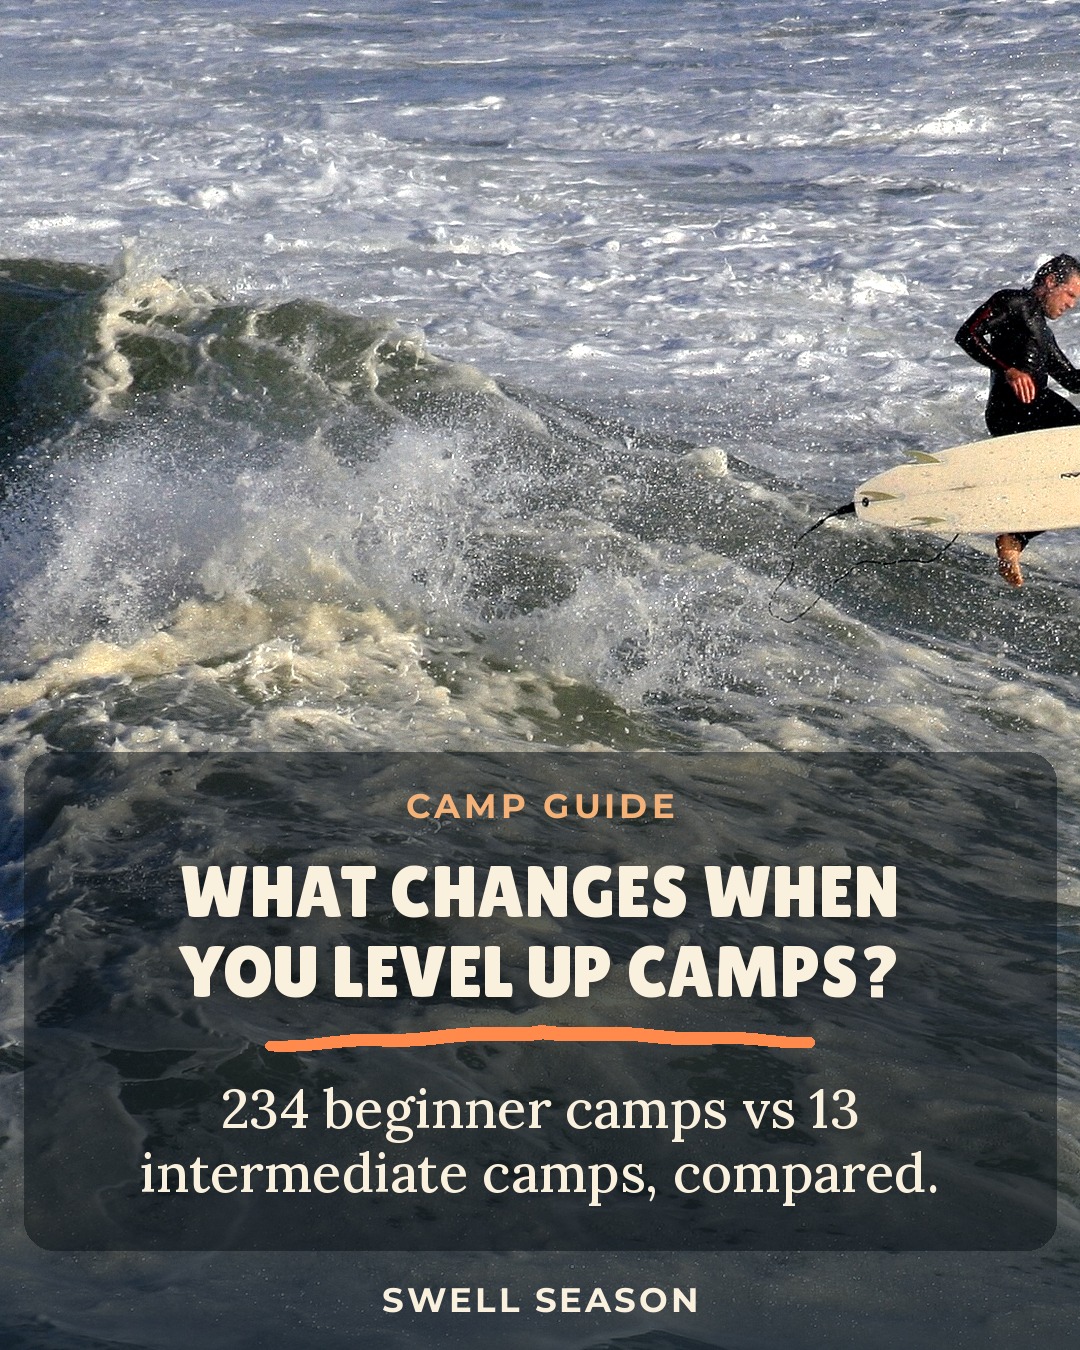 CAMP GUIDE
WHAT CHANGES WHEN
YOU LEVEL UP CAMPS?
234 beginner camps vs 13
intermediate camps, compared.
SWELL SEASON